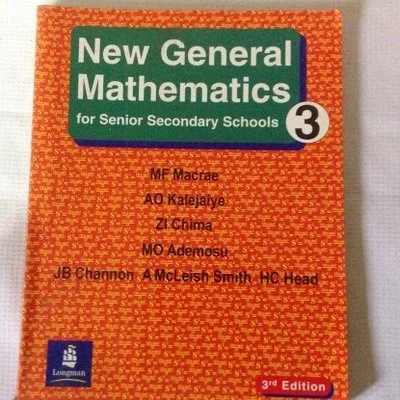 New General
Mathematics
for Senior Secondary Schools 3
MF Macrae
AO Kalejaiye
ZI Chima
MO Ademosu
JB Channon A McLeish Smith HC Head
Longman
3rd Edition